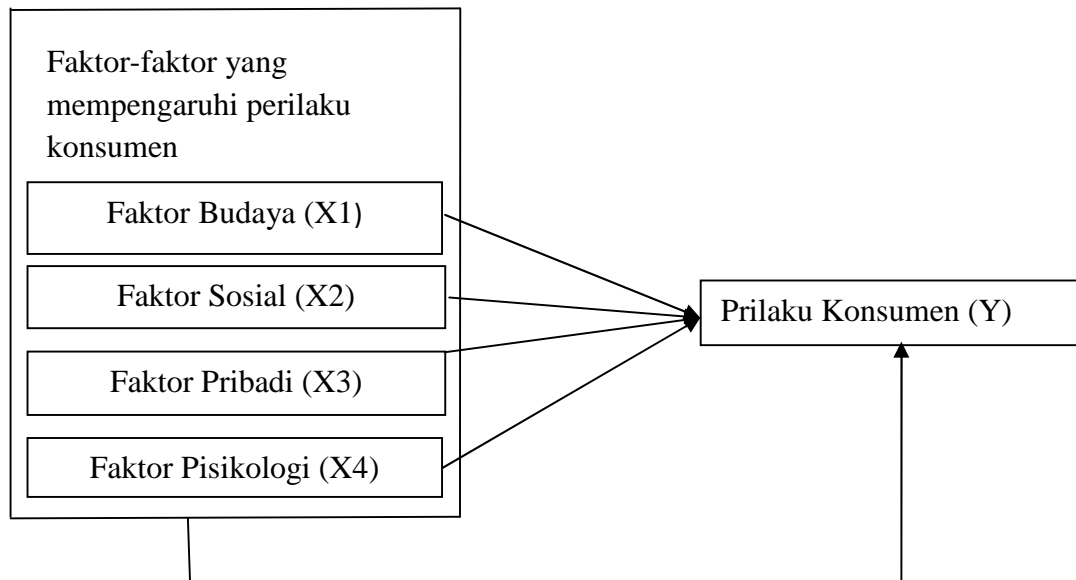 Faktor-faktor yang
mempengaruhi perilaku
konsumen
Faktor Budaya (X1)
Faktor Sosial (X2)
Faktor Pribadi (X3)
Faktor Pisikologi (X4)
Prilaku Konsumen (Y)